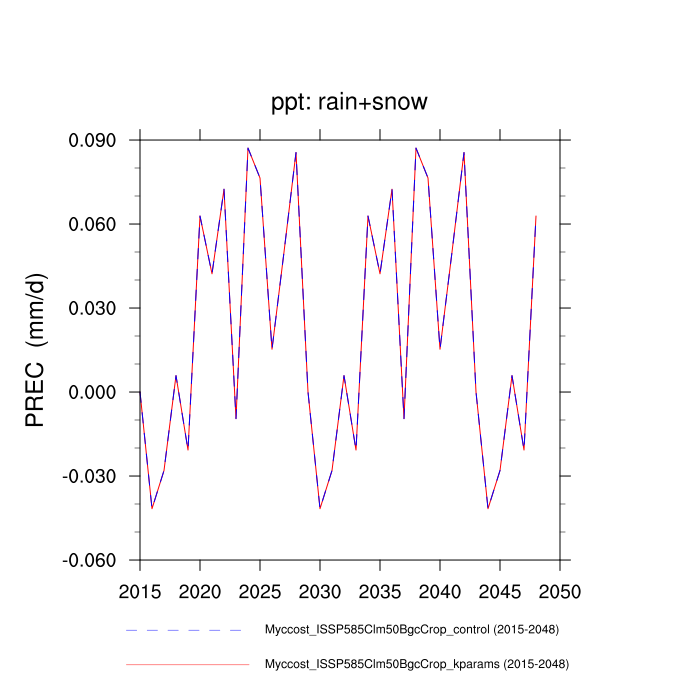 ppt: rain+snow
PREC (mm/d)
0.090
0.060
0.030
0.000
-0.030
-0.060
2015 2020 2025 2030 2035 2040 2045 2050
Myccost_ISSP585Clm50BgcCrop_control (2015-2048)
Myccost_ISSP585Clm50BgcCrop_kparams (2015-2048)